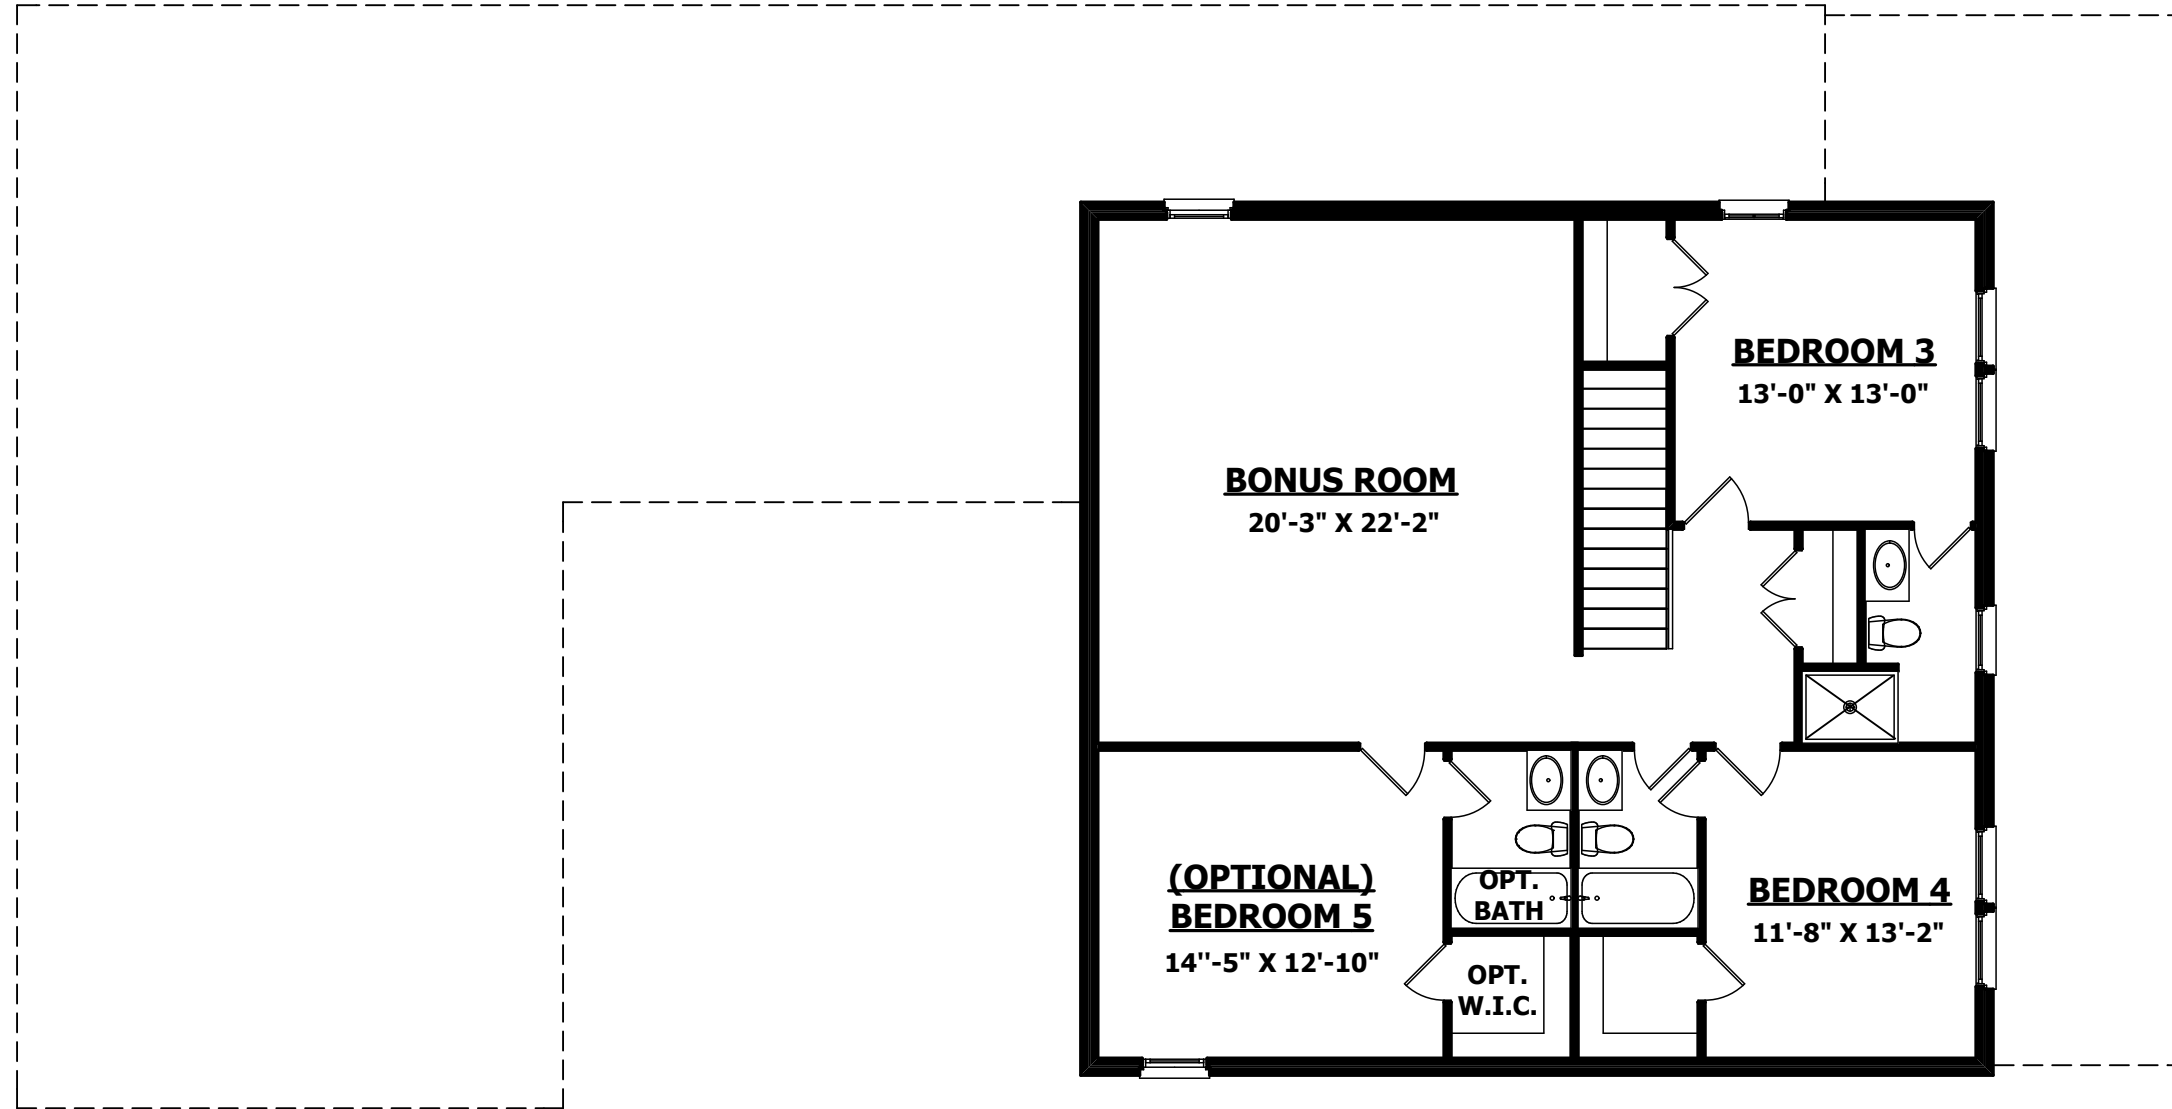 BEDROOM 3
13'-0" X 13'-0"
BONUS ROOM
20'-3" X 22'-2"
(OPTIONAL)
BEDROOM 5
14''-5" X 12'-10"
OPT.
BATH
OPT.
W.I.C.
BEDROOM 4
11'-8" X 13'-2"